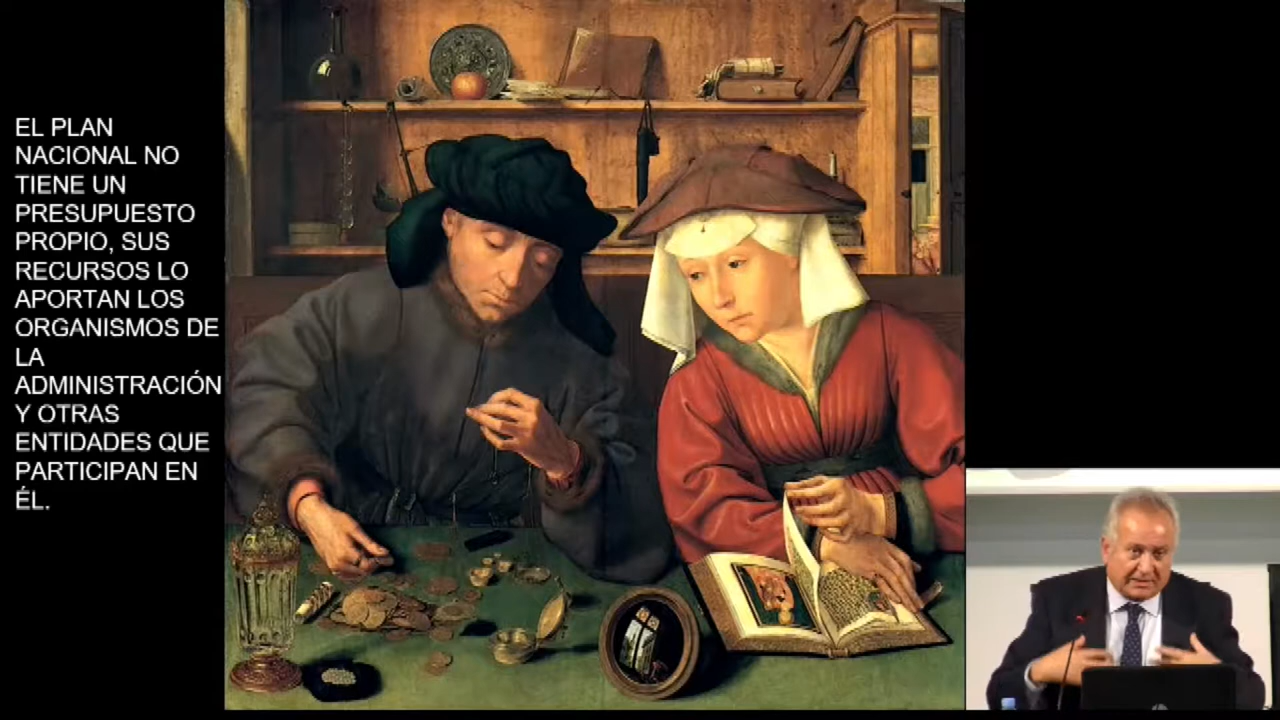 EL PLAN
NACIONAL NO
TIENE UN
PRESUPUESTO
PROPIO, SUS
RECURSOS LO
APORTAN LOS
ORGANISMOS DE
LA
ADMINISTRACIÓN
Y OTRAS
ENTIDADES QUE
PARTICIPAN EN
ÉL.